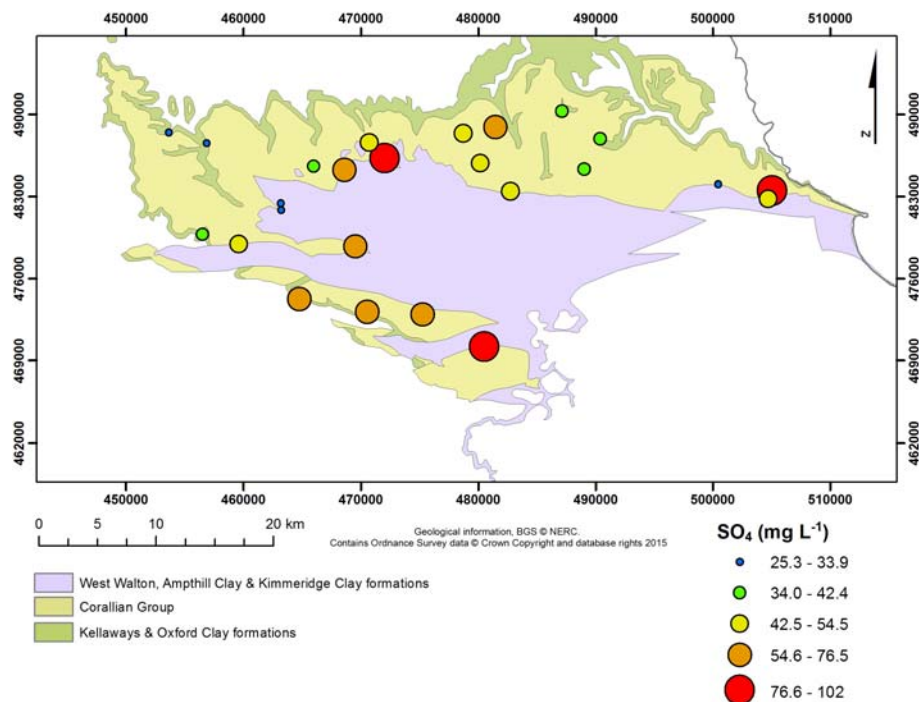 450000 460000 470000 480000 490000 500000 510000
490000 490000
483000 483000
476000 476000
469000 469000
462000 462000
N
450000 460000 470000 480000 490000 500000 510000
0 5 10 20 km
Geological information, BGS © NERC.
Contains Ordnance Survey data © Crown Copyright and database rights 2015
West Walton, Ampthill Clay & Kimmeridge Clay formations
Corallian Group
Kellaways & Oxford Clay formations
SO₄ (mg L⁻¹)
25.3 - 33.9
34.0 - 42.4
42.5 - 54.5
54.6 - 76.5
76.6 - 102